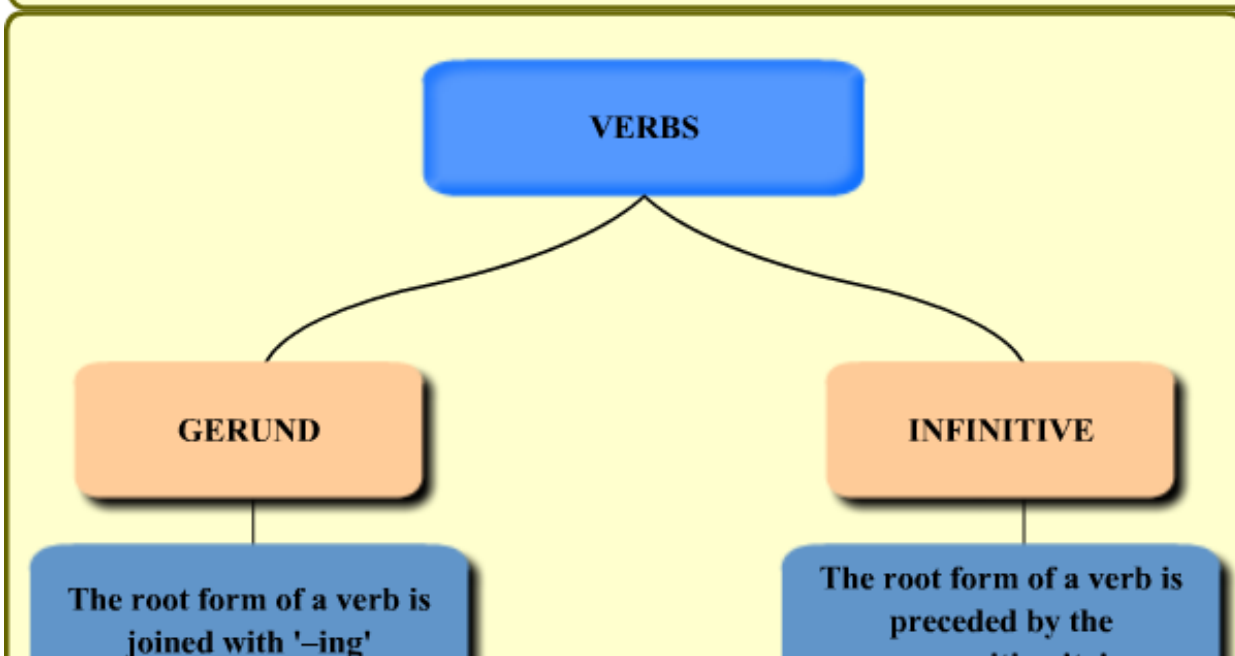 VERBS
GERUND
INFINITIVE
The root form of a verb is
joined with '–ing'
The root form of a verb is
preceded by the